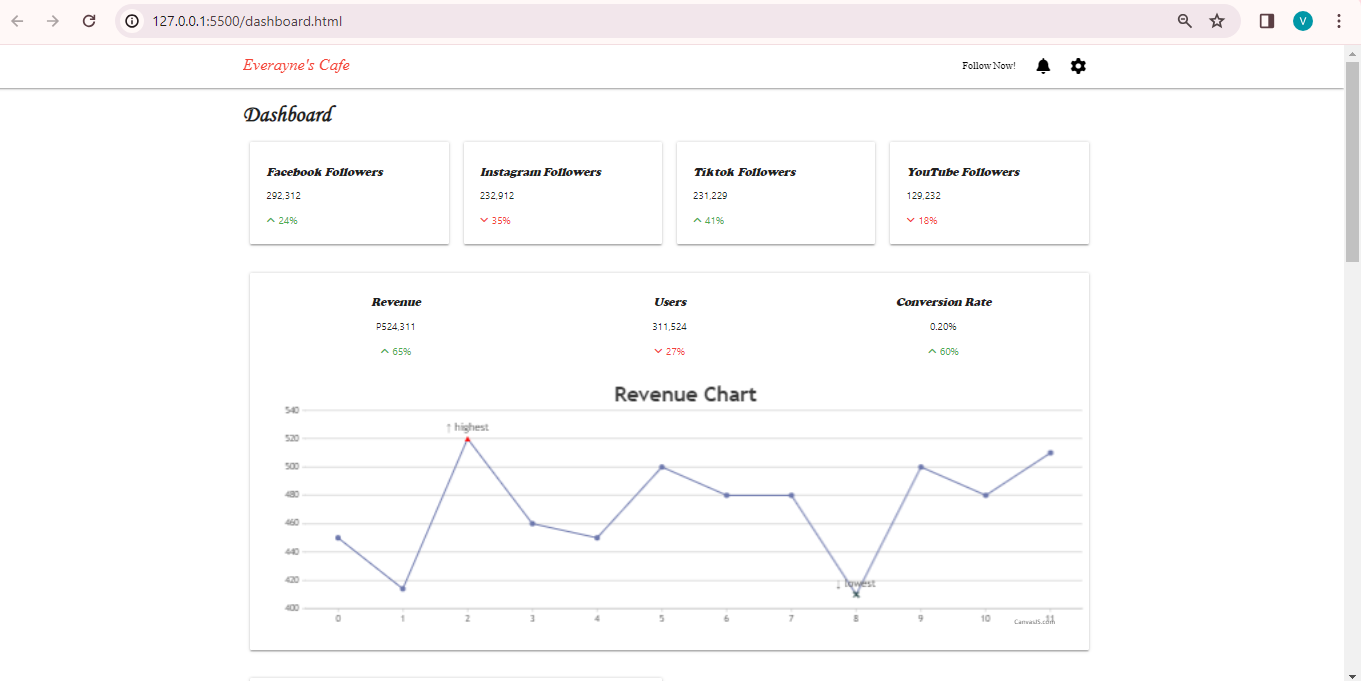 127.0.0.1:5500/dashboard.html
V
Everayne's Cafe
Follow Now!
Dashboard
Facebook Followers
292,312
24%
Instagram Followers
232,912
35%
Tiktok Followers
231,229
41%
YouTube Followers
129,232
18%
Revenue
P524,311
65%
Users
311,524
27%
Conversion Rate
0.20%
60%
Revenue Chart
540
↑ highest
520
500
480
460
440
420
↓ lowest
400
0 1 2 3 4 5 6 7 8 9 10 11
CanvasJS.com